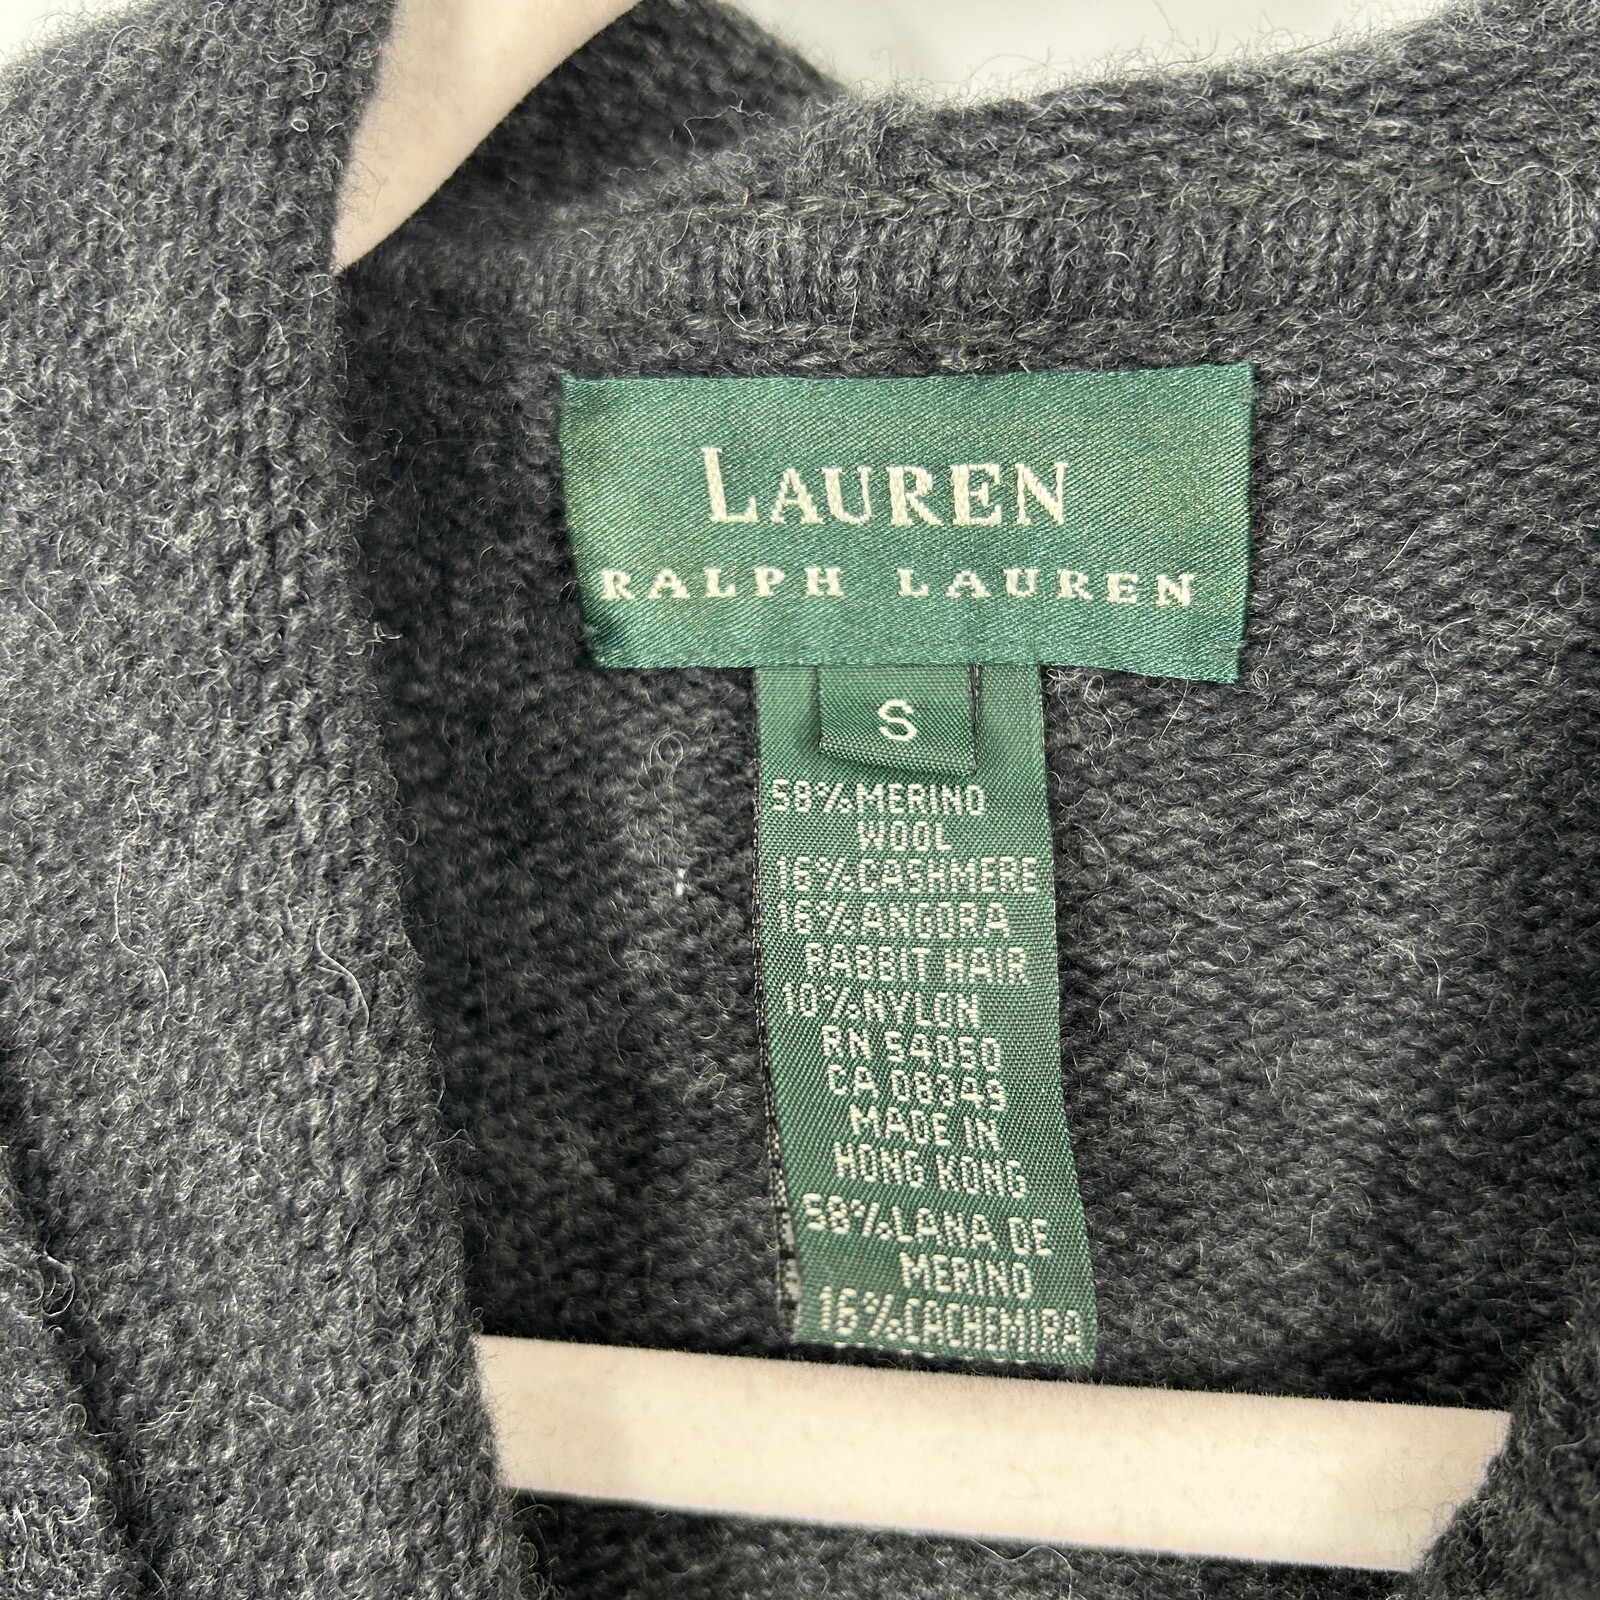 LAUREN
RALPH LAUREN
S
58% MERINO
WOOL
16% CASHMERE
16% ANGORA
RABBIT HAIR
10% NYLON
RN 54050
CA 08349
MADE IN
HONG KONG
58% LANA DE
MERINO
16% CACHEMIRA